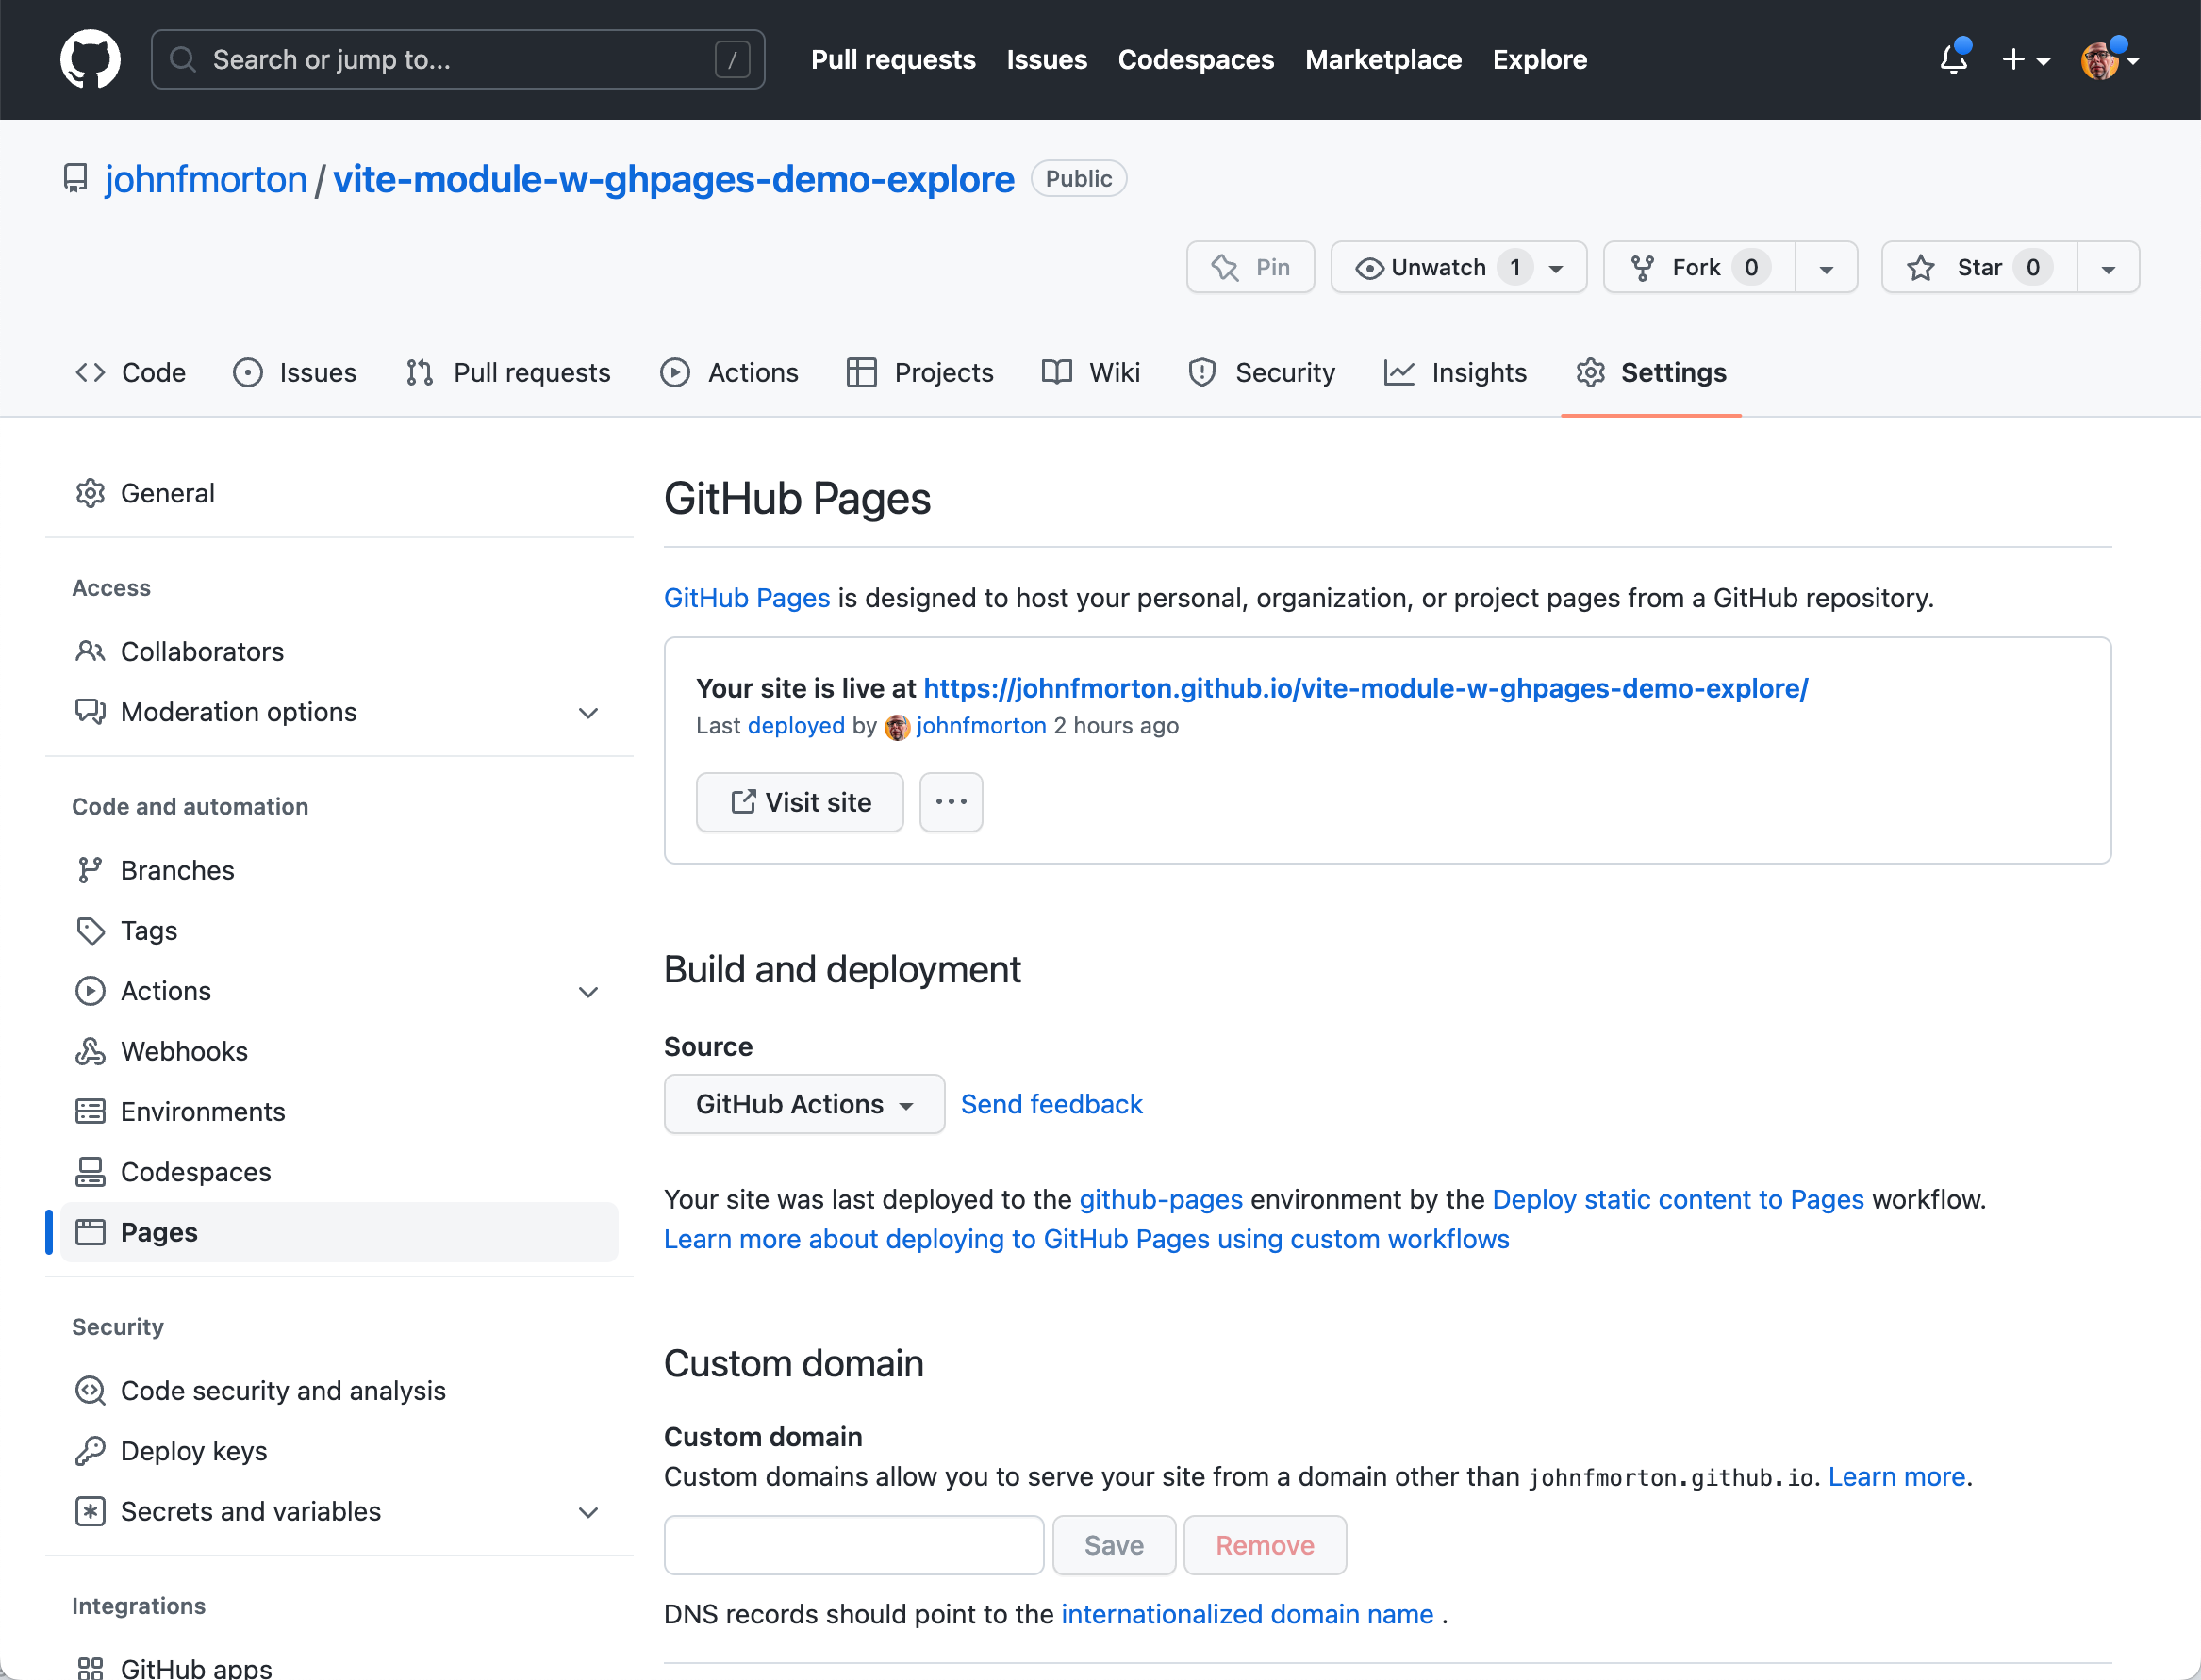 Search or jump to...
/
Pull requests
Issues
Codespaces
Marketplace
Explore
johnfmorton / vite-module-w-ghpages-demo-explore
Public
Pin
Unwatch 1
Fork 0
Star 0
Code
Issues
Pull requests
Actions
Projects
Wiki
Security
Insights
Settings
General
Access
Collaborators
Moderation options
Code and automation
Branches
Tags
Actions
Webhooks
Environments
Codespaces
Pages
Security
Code security and analysis
Deploy keys
Secrets and variables
Integrations
GitHub apps
GitHub Pages
GitHub Pages is designed to host your personal, organization, or project pages from a GitHub repository.
Your site is live at https://johnfmorton.github.io/vite-module-w-ghpages-demo-explore/
Last deployed by johnfmorton 2 hours ago
Visit site
Build and deployment
Source
GitHub Actions
Send feedback
Your site was last deployed to the github-pages environment by the Deploy static content to Pages workflow.
Learn more about deploying to GitHub Pages using custom workflows
Custom domain
Custom domain
Custom domains allow you to serve your site from a domain other than johnfmorton.github.io. Learn more.
Save
Remove
DNS records should point to the internationalized domain name .